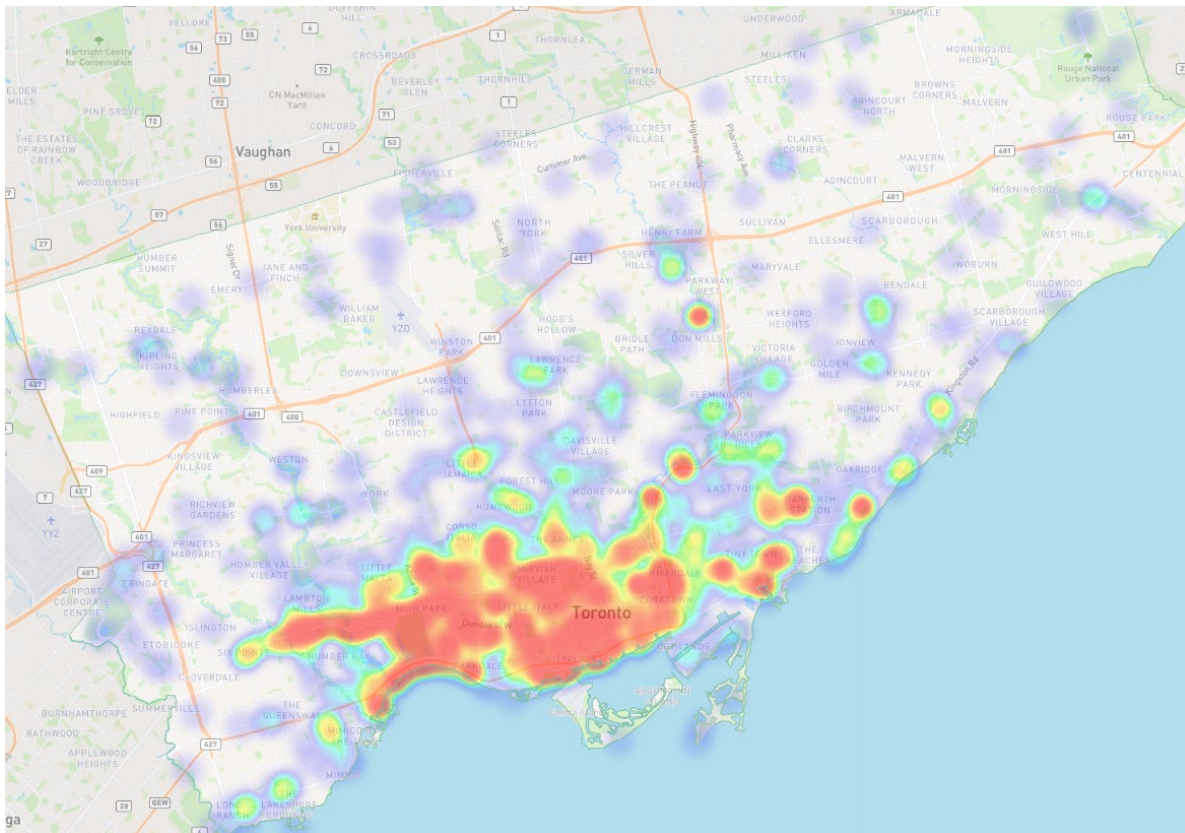 VELLORE
DUFFERIN HILL
UNDERWOOD
ARMADALE
Kortright Centre
for Conservation
CROSSROADS
THORNLEA
MILLIKEN
MORNINGSIDE
HEIGHTS
Rouge National
Urban Park
ELDER
MILLS
PINE GROVE
CN MacMillan
Yard
BEVERLEY
GLEN
THORNHILL
GERMAN
MILLS
STEELES
BROWNS
CORNERS
MALVERN
AGINCOURT
NORTH
ROUGE PARK
THE ESTATES
OF RAINBOW
CREEK
CONCORD
STEELES
CORNERS
HILLCREST
VILLAGE
Highway 404
Pharmacy Ave
CLARKS
CORNERS
Vaughan
Cummer Ave
MALVERN
WEST
CENTENNIAL
WOODBRIDGE
FISHERVILLE
THE PEANUT
AGINCOURT
MORNINGSIDE
York University
Senlac Rd
NORTH
YORK
HENRY FARM
SULLIVAN
SCARBOROUGH
WEST HILL
ELLESMERE
HUMBER
SUMMIT
Signet Dr
JANE AND
FINCH
SILVER
HILLS
MARYVALE
WOBURN
EMERY
PARKWAY
WEST
BENDALE
GUILDWOOD
VILLAGE
WILLIAM
BAKER
YZD
HOGG'S
HOLLOW
WEXFORD
HEIGHTS
SCARBOROUGH
VILLAGE
REXDALE
KIPLING
HEIGHTS
WINSTON
PARK
BRIDLE
PATH
DON MILLS
VICTORIA
VILLAGE
IONVIEW
GOLDEN
MILE
KENNEDY
PARK
Kingston Rd
DOWNSVIEW
LAWRENCE
PARK
HUMBERLEA
LAWRENCE
HEIGHTS
HIGHFIELD
PINE POINT
LYTTON
PARK
FLEMINGDON
PARK
BIRCHMOUNT
PARK
CASTLEFIELD
DESIGN
DISTRICT
DAVISVILLE
VILLAGE
PARKVIEW
HILLS
KINGSVIEW
VILLAGE
WESTON
LITTLE
JAMAICA
OAKRIDGE
YORK
FOREST HILL
MOORE PARK
EAST YORK
DANFORTH
STATION
YYZ
RICHVIEW
GARDENS
HUMEWOOD
PRINCESS
MARGARET
CORSO
ITALIA
THE ANNEX
TINY TOWN
THE
BEACHES
HUMBER VALLEY
VILLAGE
LITTLE
MALTA
MIRVISH
VILLAGE
Bay St
RIVERDALE
ERINGATE
AIRPORT
CORPORATE
CENTRE
LAMBTON
MILLS
HIGH PARK
LITTLE ITALY
CORKTOWN
ISLINGTON
Dundas St W
Toronto
ETOBICOKE
SIX POINTS
HUMBER BAY
PARKDALE
CITYPLACE
PORTLANDS
CLOVERDALE
ALGONQUIN
BURNHAMTHORPE
SUMMERVILLE
THE
QUEENSWAY
RATHWOOD
MIMICO
APPLEWOOD
HEIGHTS
MIMICO
LONG
BRANCH
LAKESHORE
GROUNDS
QEW
ga